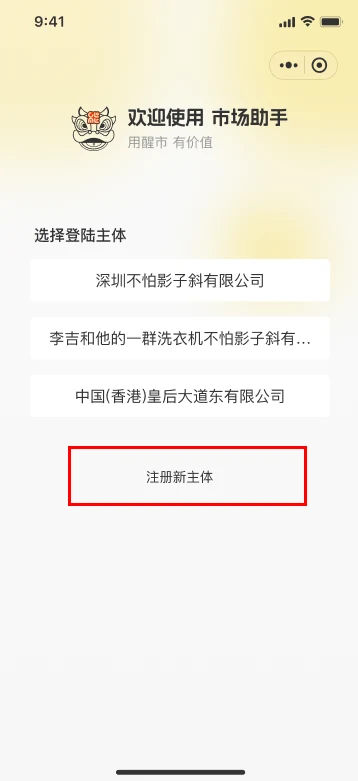 9:41
欢迎使用 市场助手
用醒市 有价值
选择登陆主体
深圳不怕影子斜有限公司
李吉和他的一群洗衣机不怕影子斜有...
中国(香港)皇后大道东有限公司
注册新主体